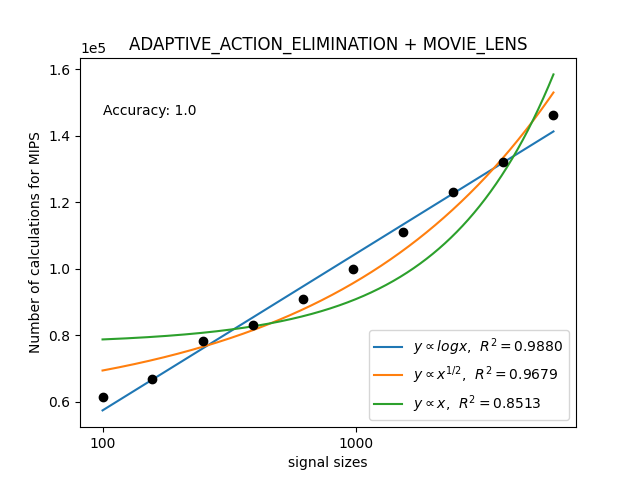 ADAPTIVE_ACTION_ELIMINATION + MOVIE_LENS
1e5
1.6
1.4
1.2
1.0
0.8
0.6
Number of calculations for MIPS
Accuracy: 1.0
y ∝ logx, R² = 0.9880
y ∝ x^{1/2}, R² = 0.9679
y ∝ x, R² = 0.8513
100 1000
signal sizes